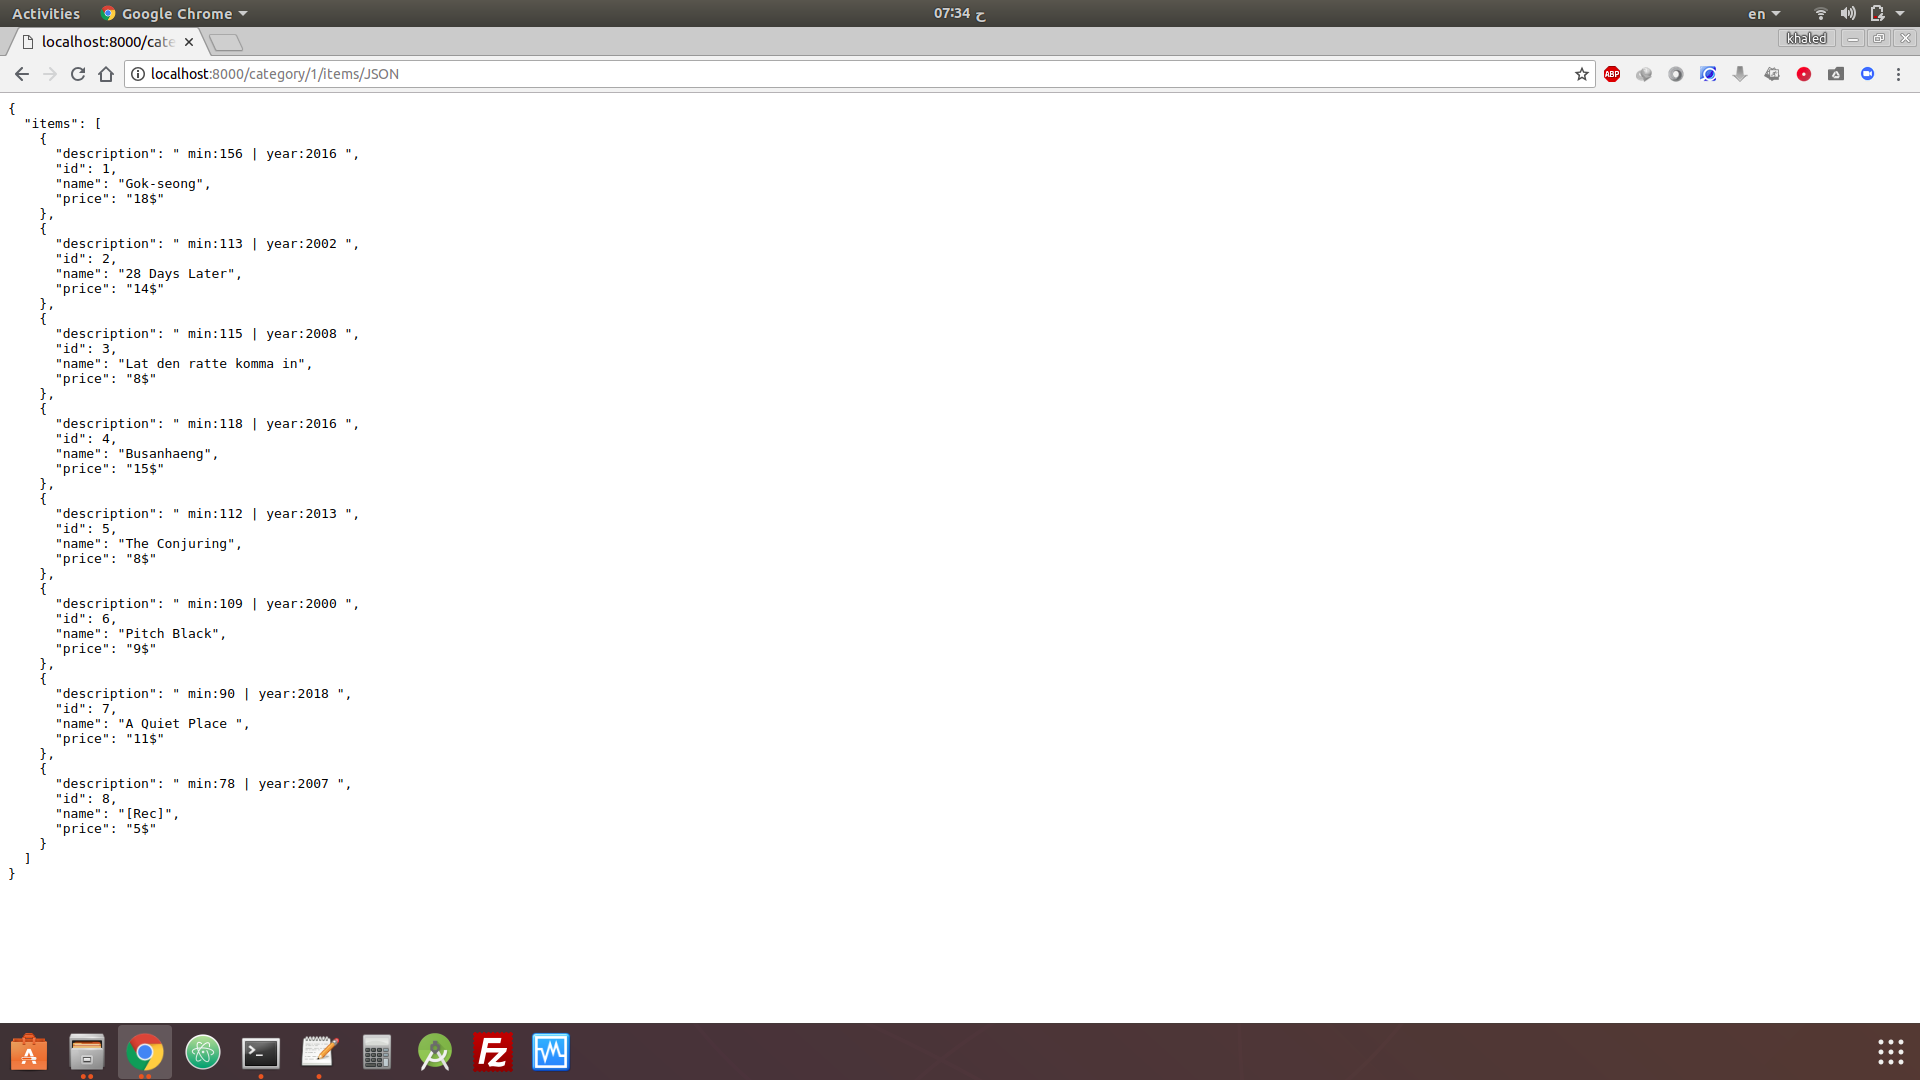 Activities Google Chrome 07:34 ح en
localhost:8000/cate khaled
localhost:8000/category/1/items/JSON ABP
{
  "items": [
    {
      "description": " min:156 | year:2016 ",
      "id": 1,
      "name": "Gok-seong",
      "price": "18$"
    },
    {
      "description": " min:113 | year:2002 ",
      "id": 2,
      "name": "28 Days Later",
      "price": "14$"
    },
    {
      "description": " min:115 | year:2008 ",
      "id": 3,
      "name": "Lat den ratte komma in",
      "price": "8$"
    },
    {
      "description": " min:118 | year:2016 ",
      "id": 4,
      "name": "Busanhaeng",
      "price": "15$"
    },
    {
      "description": " min:112 | year:2013 ",
      "id": 5,
      "name": "The Conjuring",
      "price": "8$"
    },
    {
      "description": " min:109 | year:2000 ",
      "id": 6,
      "name": "Pitch Black",
      "price": "9$"
    },
    {
      "description": " min:90 | year:2018 ",
      "id": 7,
      "name": "A Quiet Place ",
      "price": "11$"
    },
    {
      "description": " min:78 | year:2007 ",
      "id": 8,
      "name": "[Rec]",
      "price": "5$"
    }
  ]
}